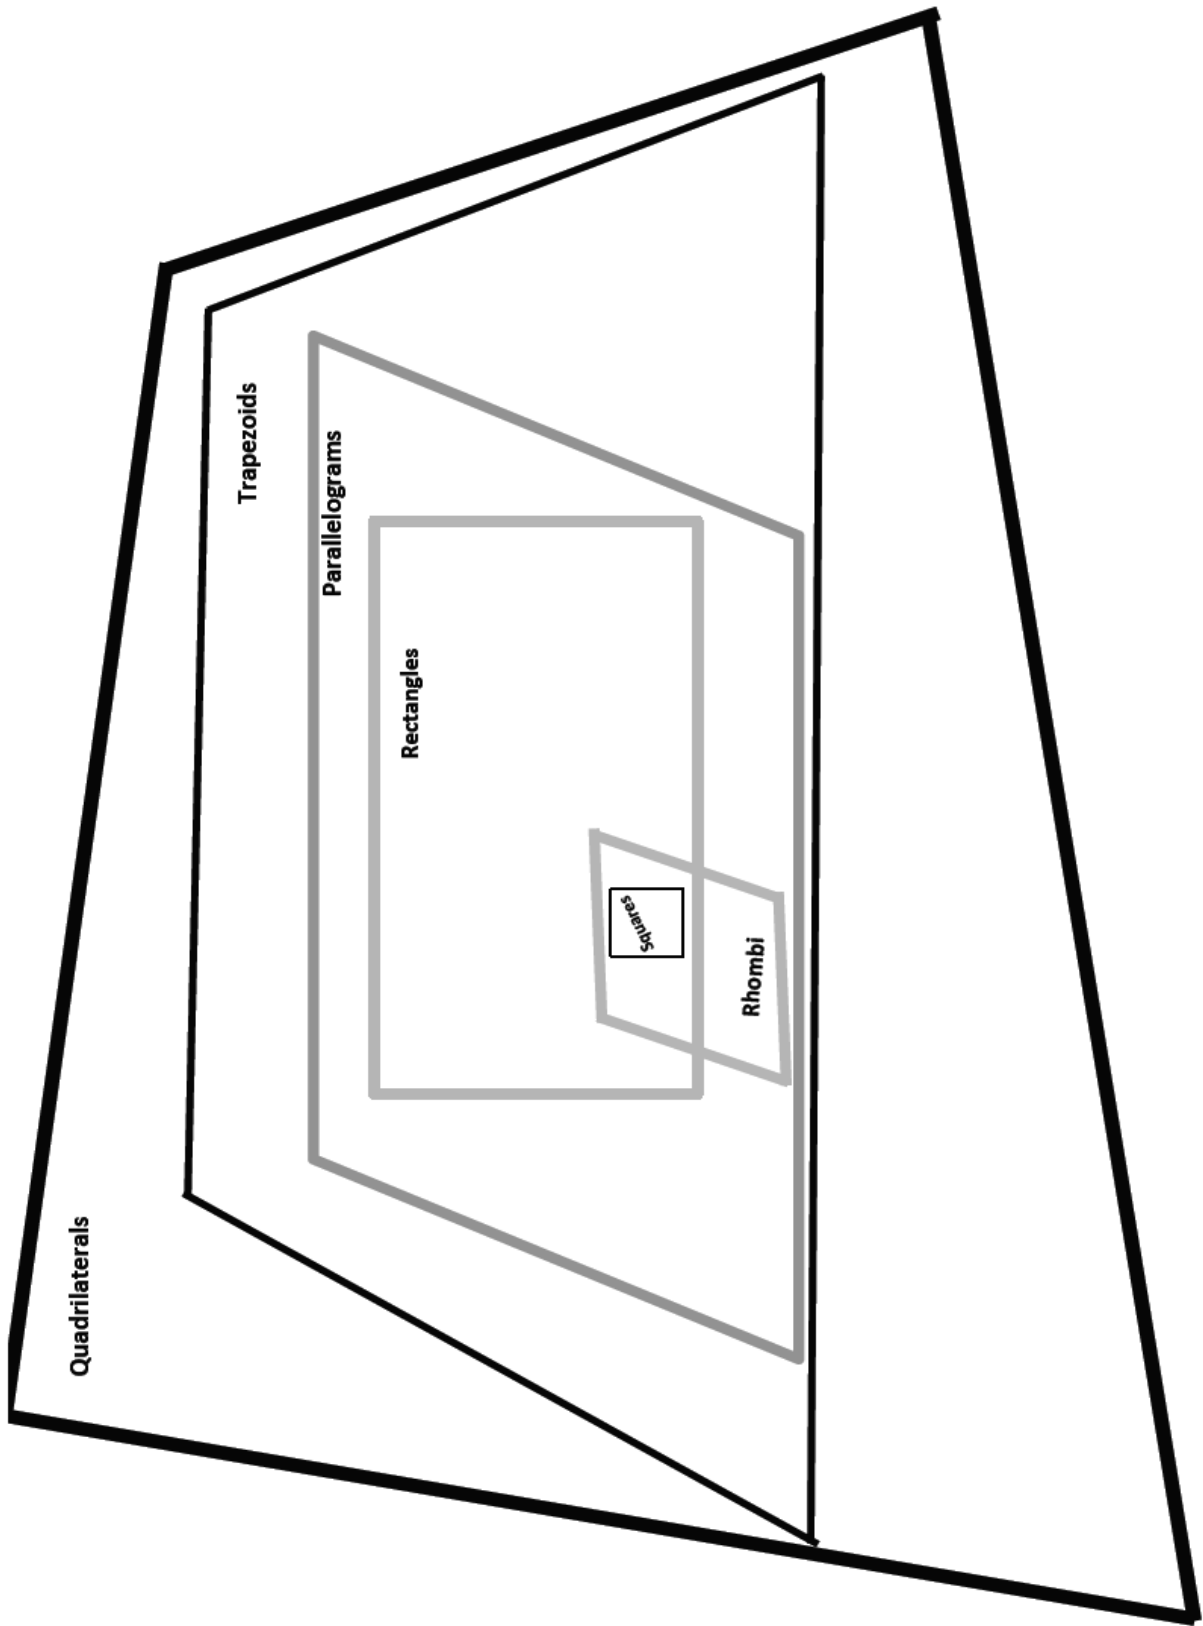 Quadrilaterals
Trapezoids
Parallelograms
Rectangles
Squares
Rhombi